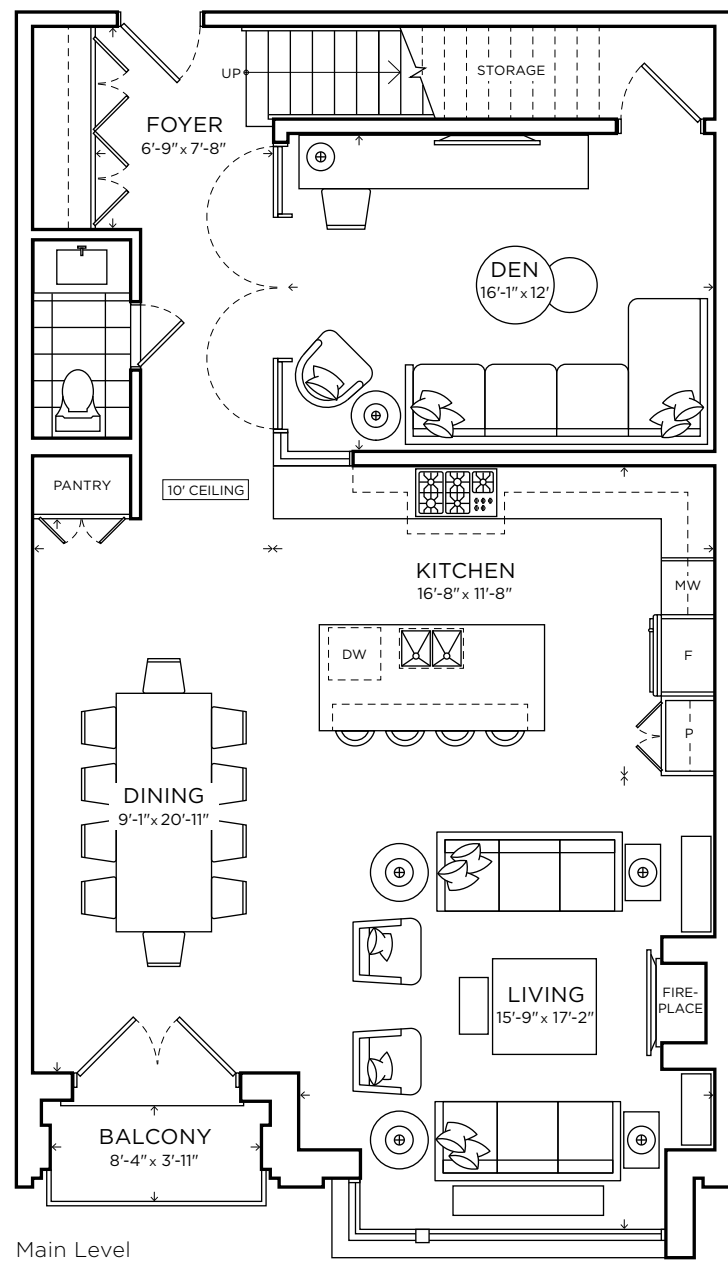 UP
STORAGE
FOYER
6'-9" x 7'-8"
DEN
16'-1" x 12'
PANTRY
10' CEILING
KITCHEN
16'-8" x 11'-8"
MW
DW
F
P
DINING
9'-1" x 20'-11"
LIVING
15'-9" x 17'-2"
FIRE-
PLACE
BALCONY
8'-4" x 3'-11"
Main Level